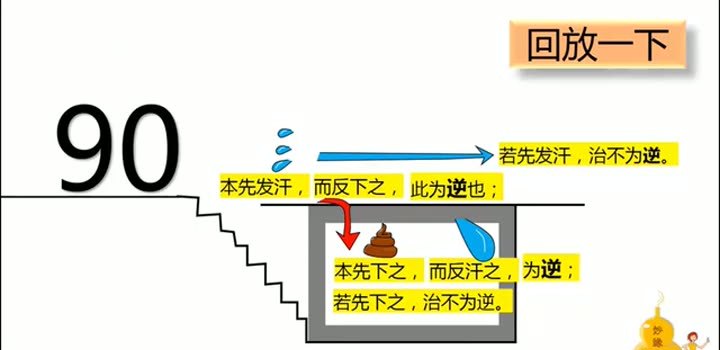 回放一下
90
若先发汗，治不为逆。
本先发汗，而反下之，此为逆也；
本先下之，而反汗之，为逆；
若先下之，治不为逆。
妙缘